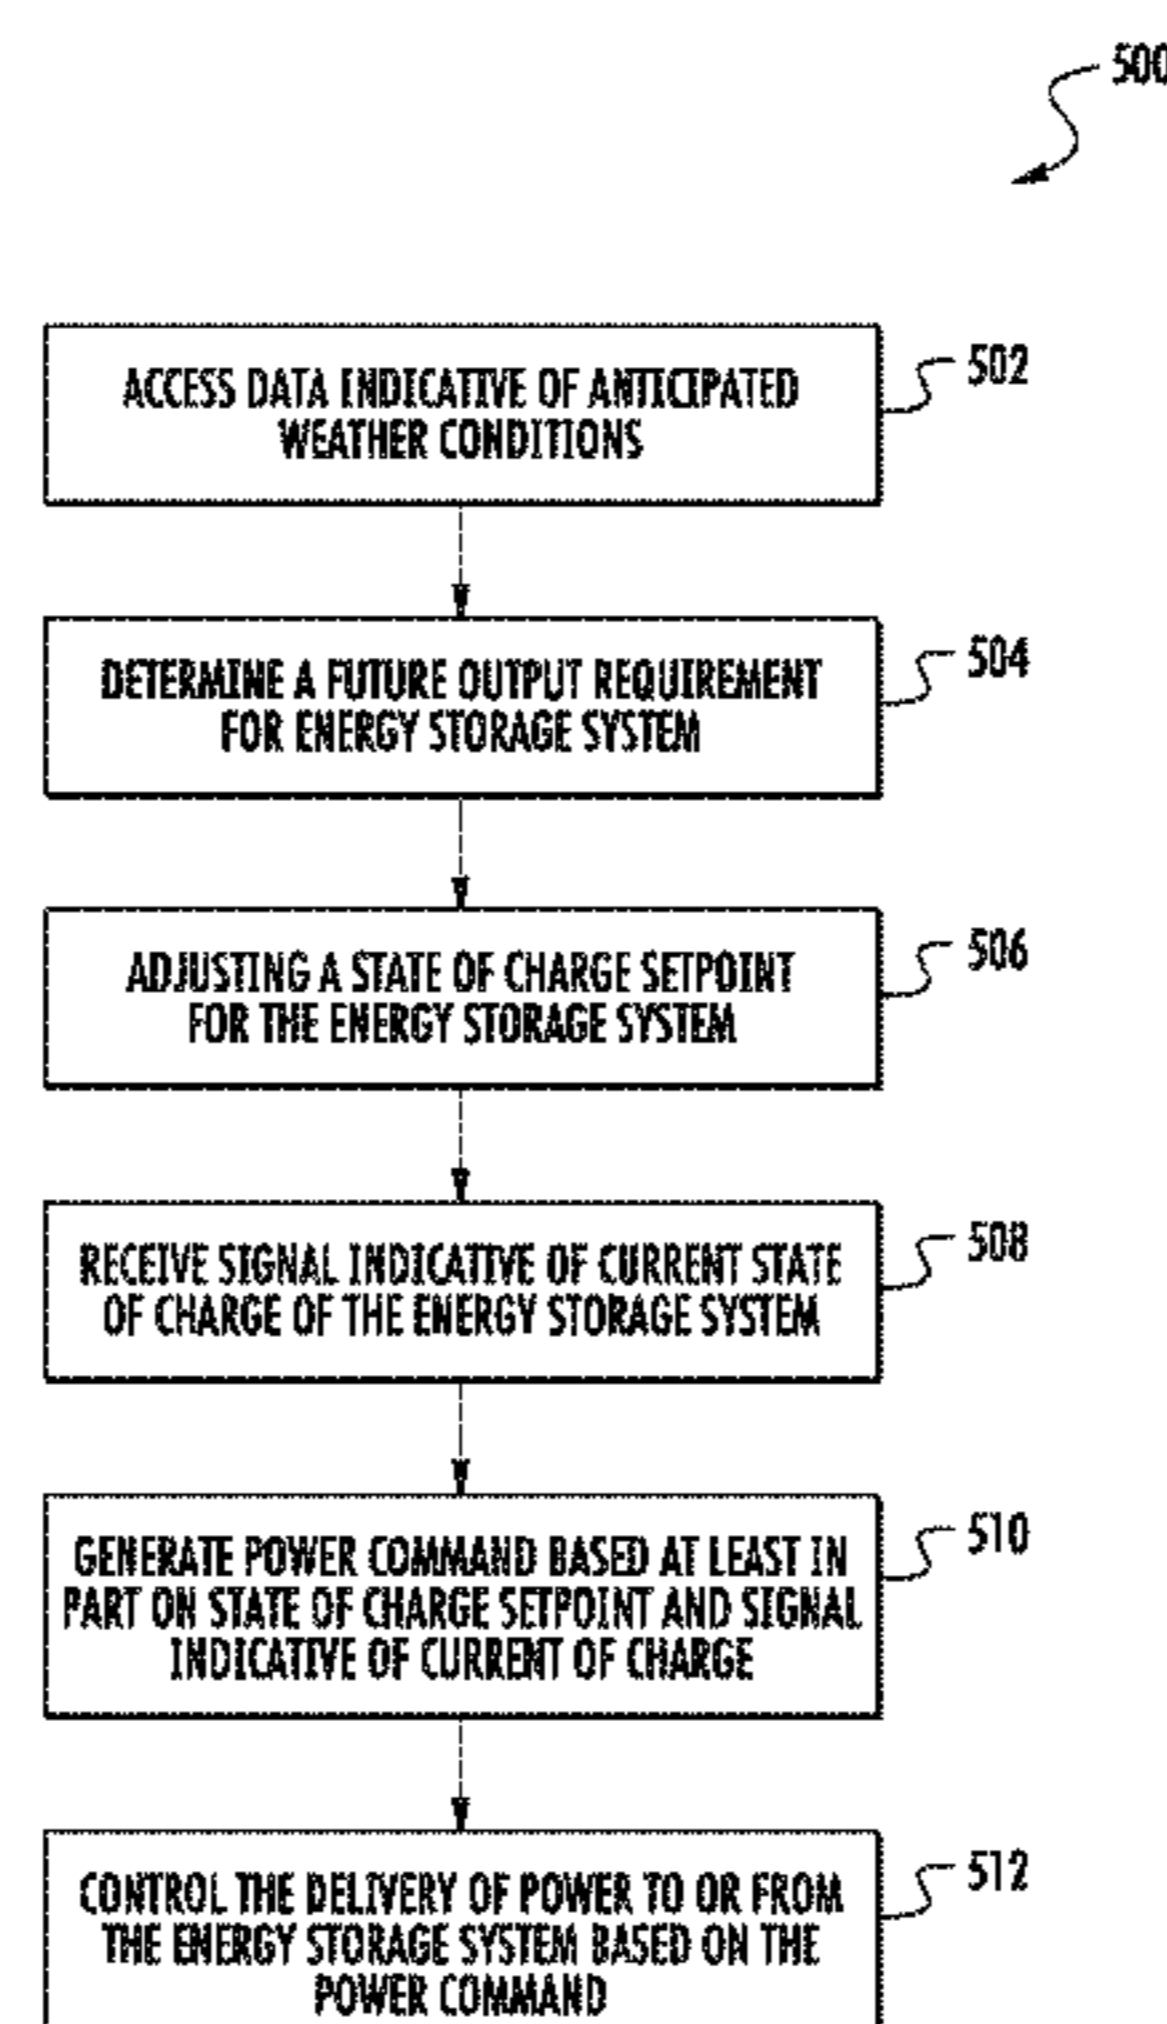 500
ACCESS DATA INDICATIVE OF ANTICIPATED
WEATHER CONDITIONS
502
DETERMINE A FUTURE OUTPUT REQUIREMENT
FOR ENERGY STORAGE SYSTEM
504
ADJUSTING A STATE OF CHARGE SETPOINT
FOR THE ENERGY STORAGE SYSTEM
506
RECEIVE SIGNAL INDICATIVE OF CURRENT STATE
OF CHARGE OF THE ENERGY STORAGE SYSTEM
508
GENERATE POWER COMMAND BASED AT LEAST IN
PART ON STATE OF CHARGE SETPOINT AND SIGNAL
INDICATIVE OF CURRENT OF CHARGE
510
CONTROL THE DELIVERY OF POWER TO OR FROM
THE ENERGY STORAGE SYSTEM BASED ON THE
POWER COMMAND
512